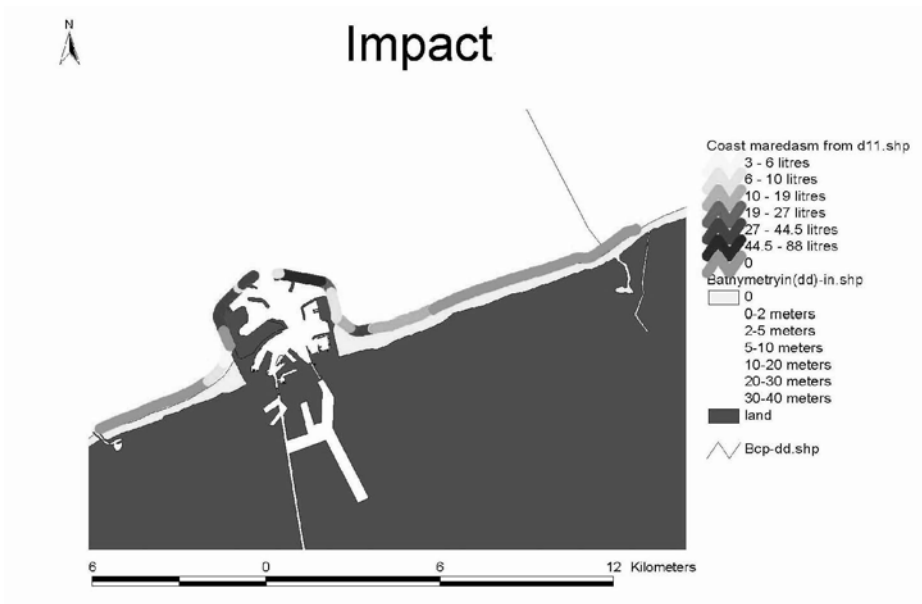 N
Impact
Coast maredasm from d11.shp
3 - 6 litres
6 - 10 litres
10 - 19 litres
19 - 27 litres
27 - 44.5 litres
44.5 - 88 litres
0
Bathymetryin(dd)-in.shp
0
0-2 meters
2-5 meters
5-10 meters
10-20 meters
20-30 meters
30-40 meters
land
Bcp-dd.shp
6 0 6 12 Kilometers